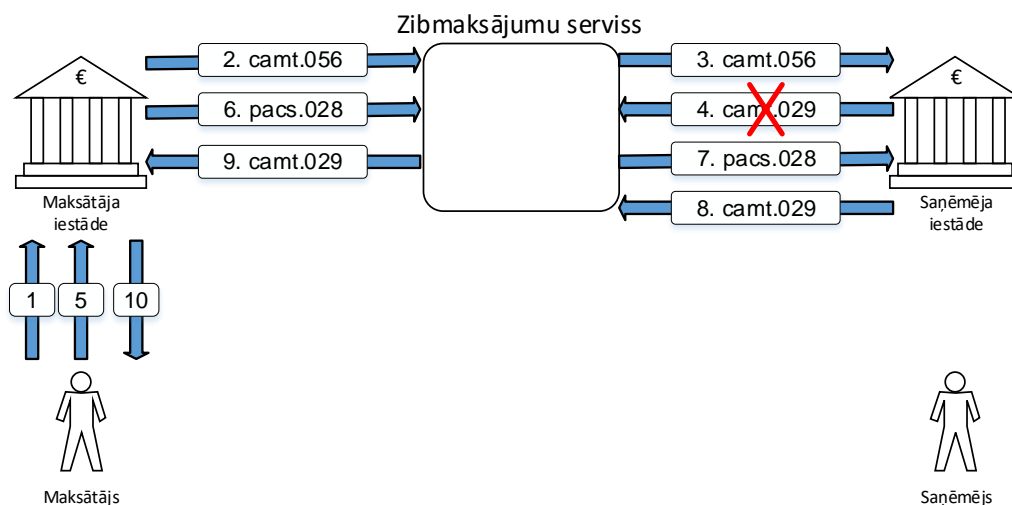 Zibmaksājumu serviss
2. camt.056
3. camt.056
€
€
6. pacs.028
4. camt.029
9. camt.029
7. pacs.028
Maksātāja
iestāde
8. camt.029
Saņēmēja
iestāde
1
5
10
Maksātājs
Saņēmējs